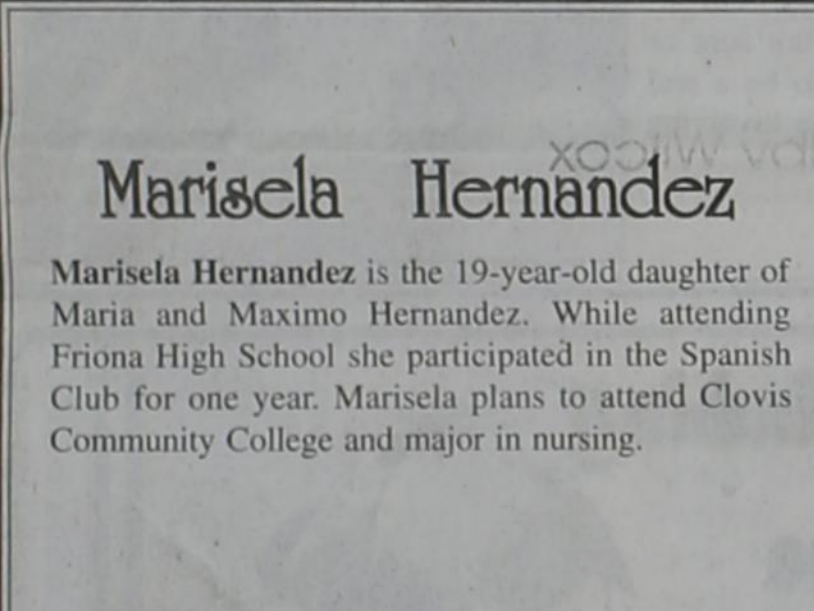 Marisela Hernandez
Marisela Hernandez is the 19-year-old daughter of
Maria and Maximo Hernandez. While attending
Friona High School she participated in the Spanish
Club for one year. Marisela plans to attend Clovis
Community College and major in nursing.